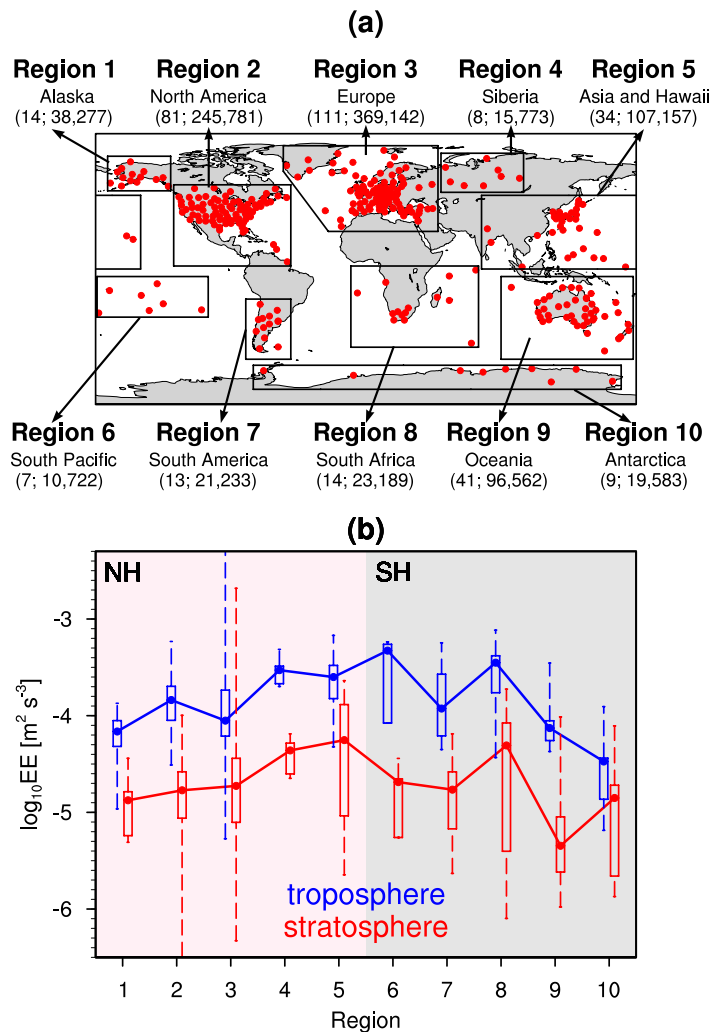 (a)
Region 1 Region 2 Region 3 Region 4 Region 5
Alaska North America Europe Siberia Asia and Hawaii
(14; 38,277) (81; 245,781) (111; 369,142) (8; 15,773) (34; 107,157)
Region 6 Region 7 Region 8 Region 9 Region 10
South Pacific South America South Africa Oceania Antarctica
(7; 10,722) (13; 21,233) (14; 23,189) (41; 96,562) (9; 19,583)
(b)
NH SH
-3
-4
-5
-6
log₁₀EE [m² s⁻³]
troposphere
stratosphere
1 2 3 4 5 6 7 8 9 10
Region